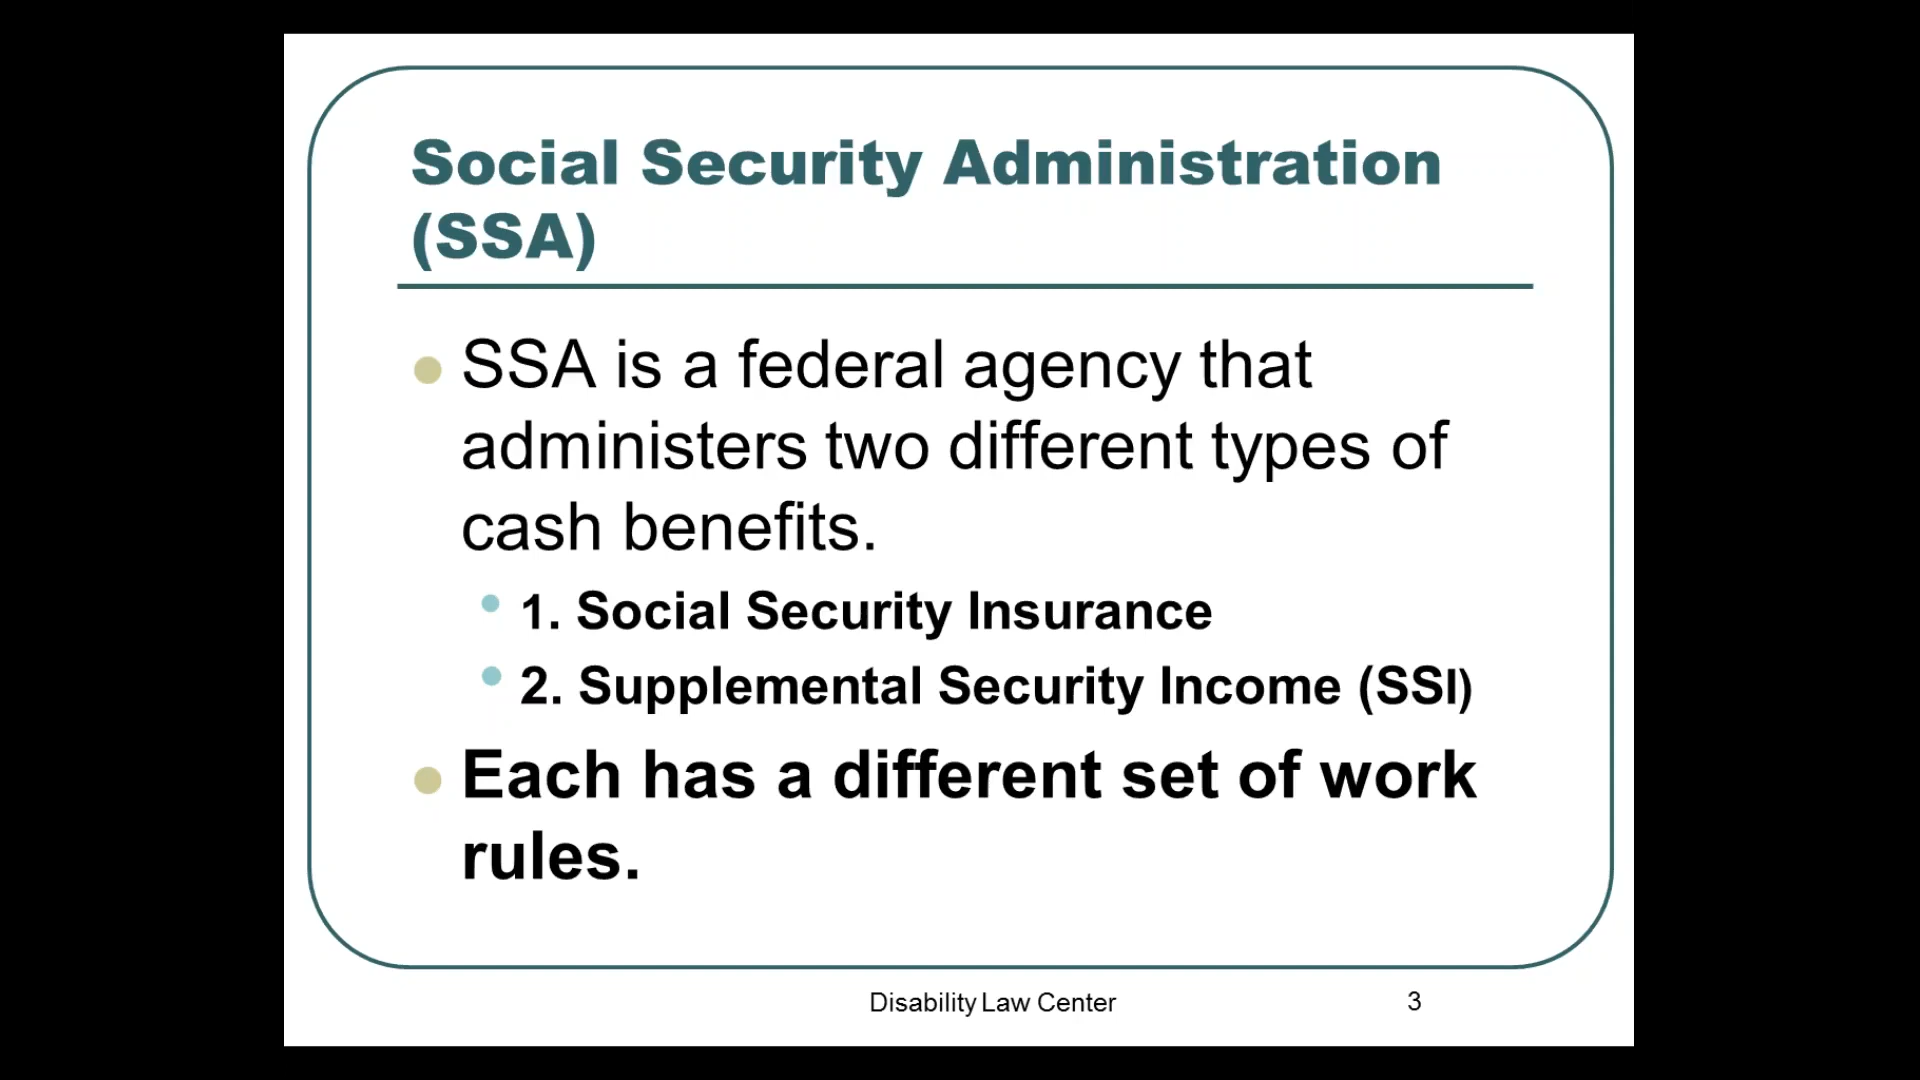 Social Security Administration
(SSA)
SSA is a federal agency that
administers two different types of
cash benefits.
1. Social Security Insurance
2. Supplemental Security Income (SSI)
Each has a different set of work
rules.
Disability Law Center 3